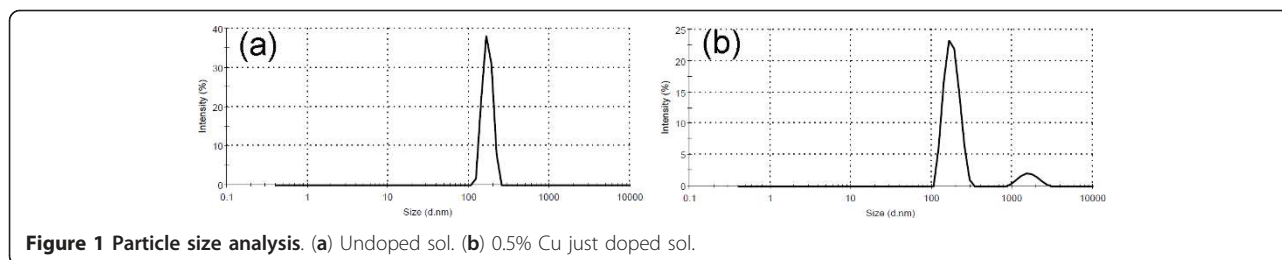 (a)
Intensity (%)
40
30
20
10
0
0.1 1 10 100 1000 10000
Size (d.nm)
(b)
Intensity (%)
25
20
15
10
5
0
0.1 1 10 100 1000 10000
Size (d.nm)
Figure 1 Particle size analysis. (a) Undoped sol. (b) 0.5% Cu just doped sol.